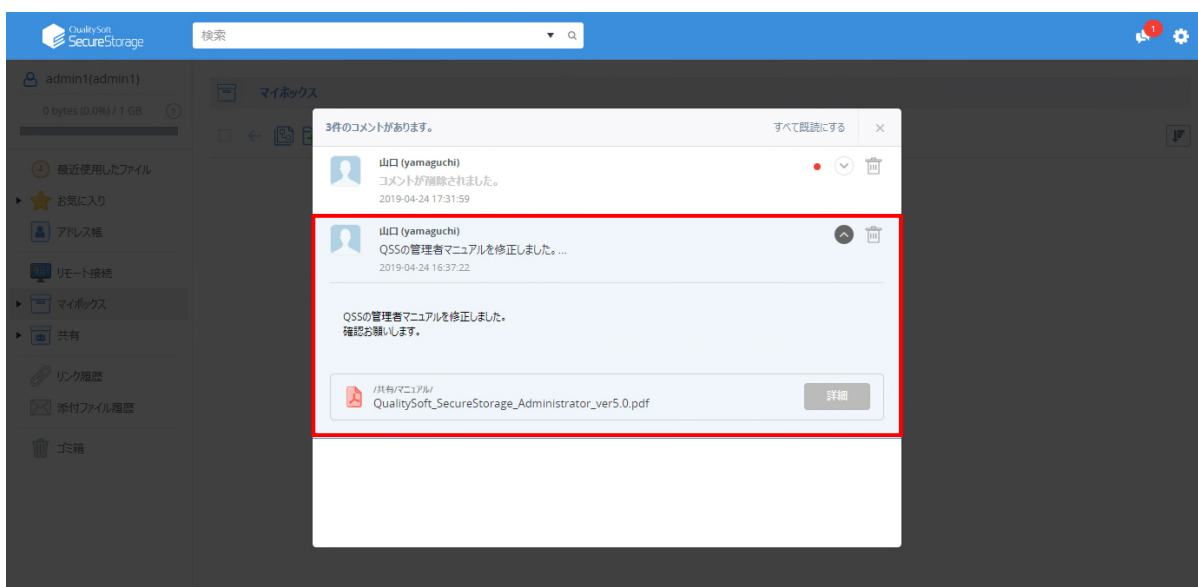 QualitySoft
SecureStorage
検索
1
admin1(admin1)
0 bytes (0.0%) / 1 GB
?
最近使用したファイル
お気に入り
アドレス帳
リモート接続
マイボックス
共有
リンク履歴
添付ファイル履歴
ゴミ箱
マイボックス
3件のコメントがあります。
すべて既読にする
山口 (yamaguchi)
コメントが削除されました。
2019-04-24 17:31:59
山口 (yamaguchi)
QSSの管理者マニュアルを修正しました。...
2019-04-24 16:37:22
QSSの管理者マニュアルを修正しました。
確認お願いします。
/共有/マニュアル/
QualitySoft_SecureStorage_Administrator_ver5.0.pdf
詳細